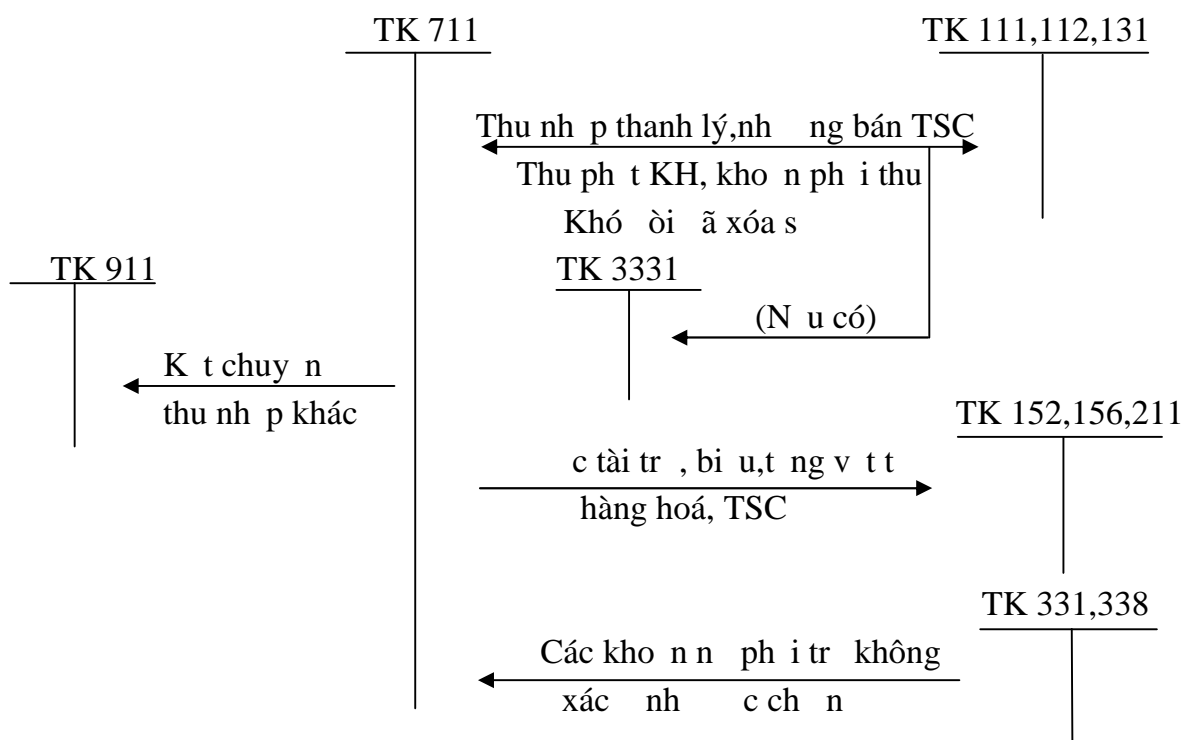 TK 711
TK 111,112,131
Thu nh p thanh lý,nh ng bán TSC
Thu ph t KH, kho n ph i thu
Khó òi ã xóa s
TK 911
TK 3331
(N u có)
K t chuy n
thu nh p khác
TK 152,156,211
c tài tr , bi u,t ng v t t
hàng hoá, TSC
TK 331,338
Các kho n n ph i tr không
xác nh c ch n